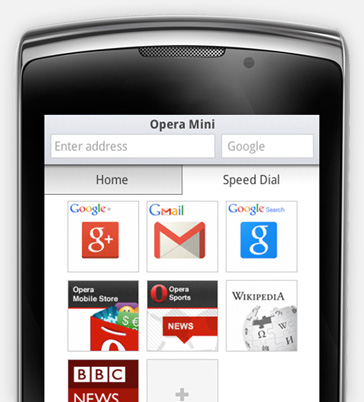 Opera Mini
Enter address
Google
Home
Speed Dial
Google+
g+
Gmail
Google Search
g
Opera
Mobile Store
Opera
Sports
NEWS
WIKIPEDIA
BBC
NEWS
+